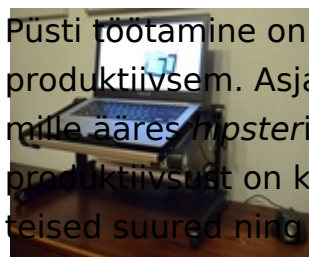 Püsti töötamine on
produktiivsem. Asja
mille ääres hipsteri
produktiivsust on k
teised suured ning